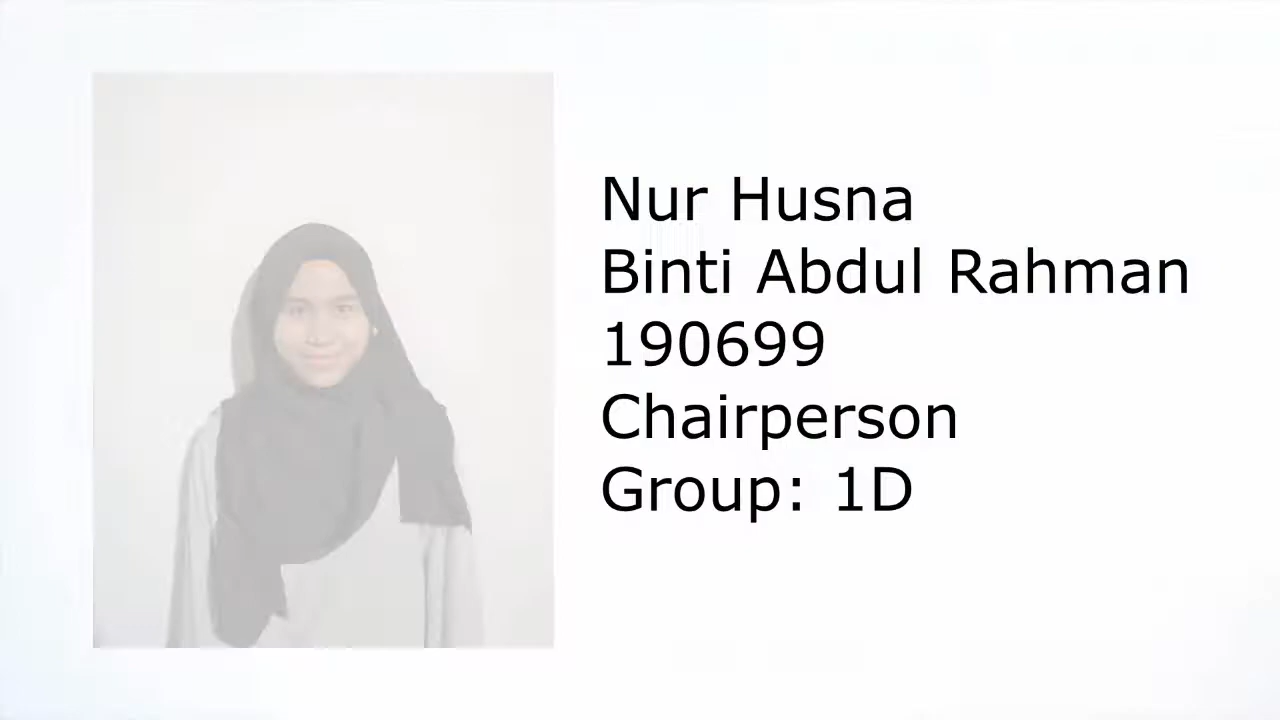 Nur Husna
Binti Abdul Rahman
190699
Chairperson
Group: 1D